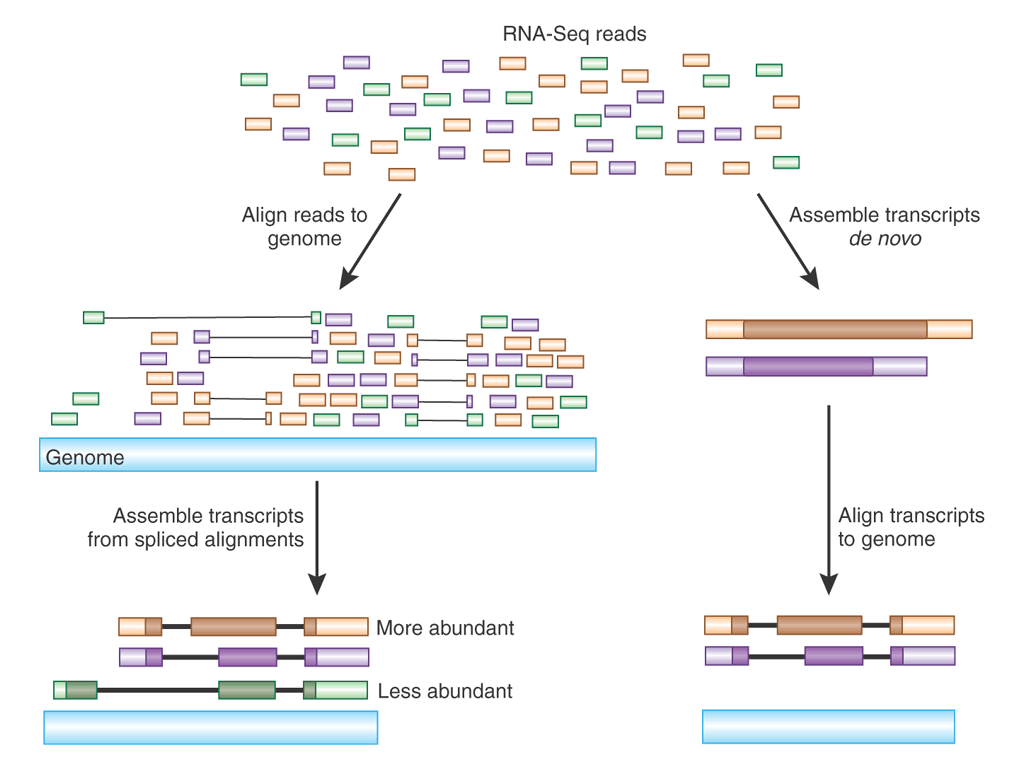 RNA-Seq reads
Align reads to
genome
Assemble transcripts
de novo
Genome
Assemble transcripts
from spliced alignments
Align transcripts
to genome
More abundant
Less abundant